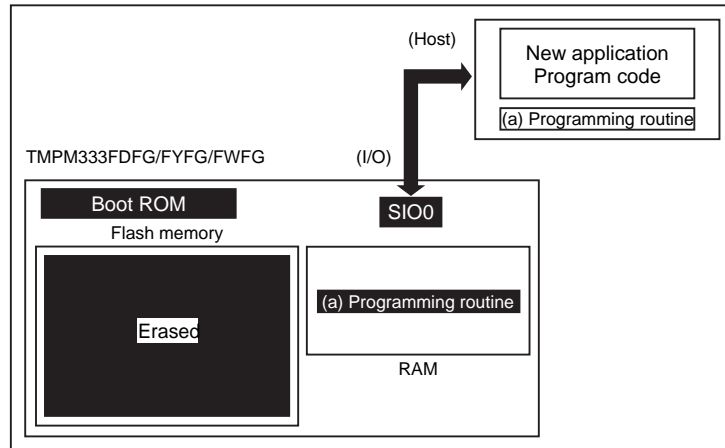 (Host)
New application
Program code
(a) Programming routine
TMPM333FDFG/FYFG/FWFG
(I/O)
Boot ROM
SIO0
Flash memory
(a) Programming routine
Erased
RAM